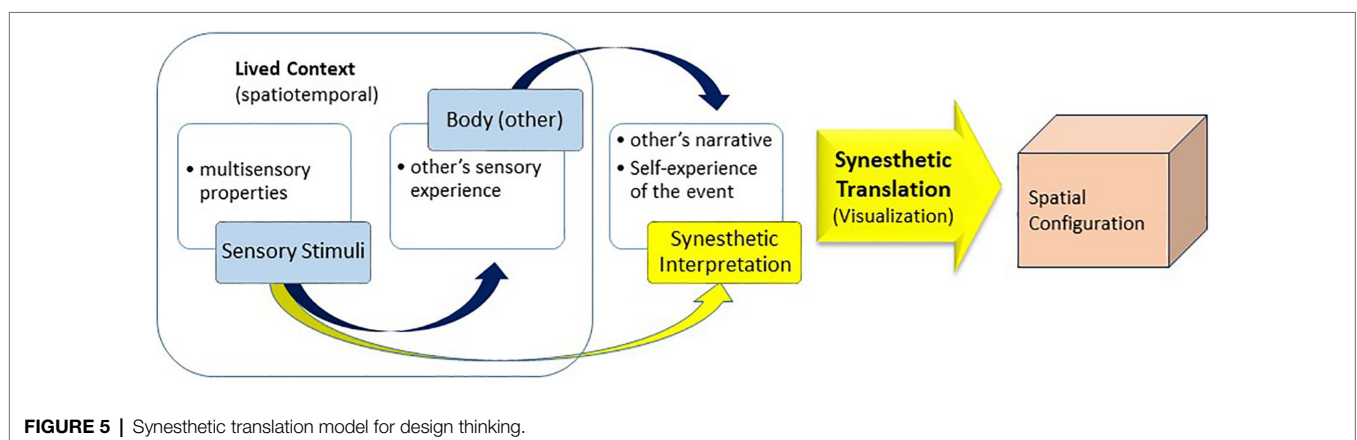 Lived Context
(spatiotemporal)
• multisensory
properties
Sensory Stimuli
Body (other)
• other's sensory
experience
• other's narrative
• Self-experience
of the event
Synesthetic
Interpretation
Synesthetic
Translation
(Visualization)
Spatial
Configuration
FIGURE 5 | Synesthetic translation model for design thinking.